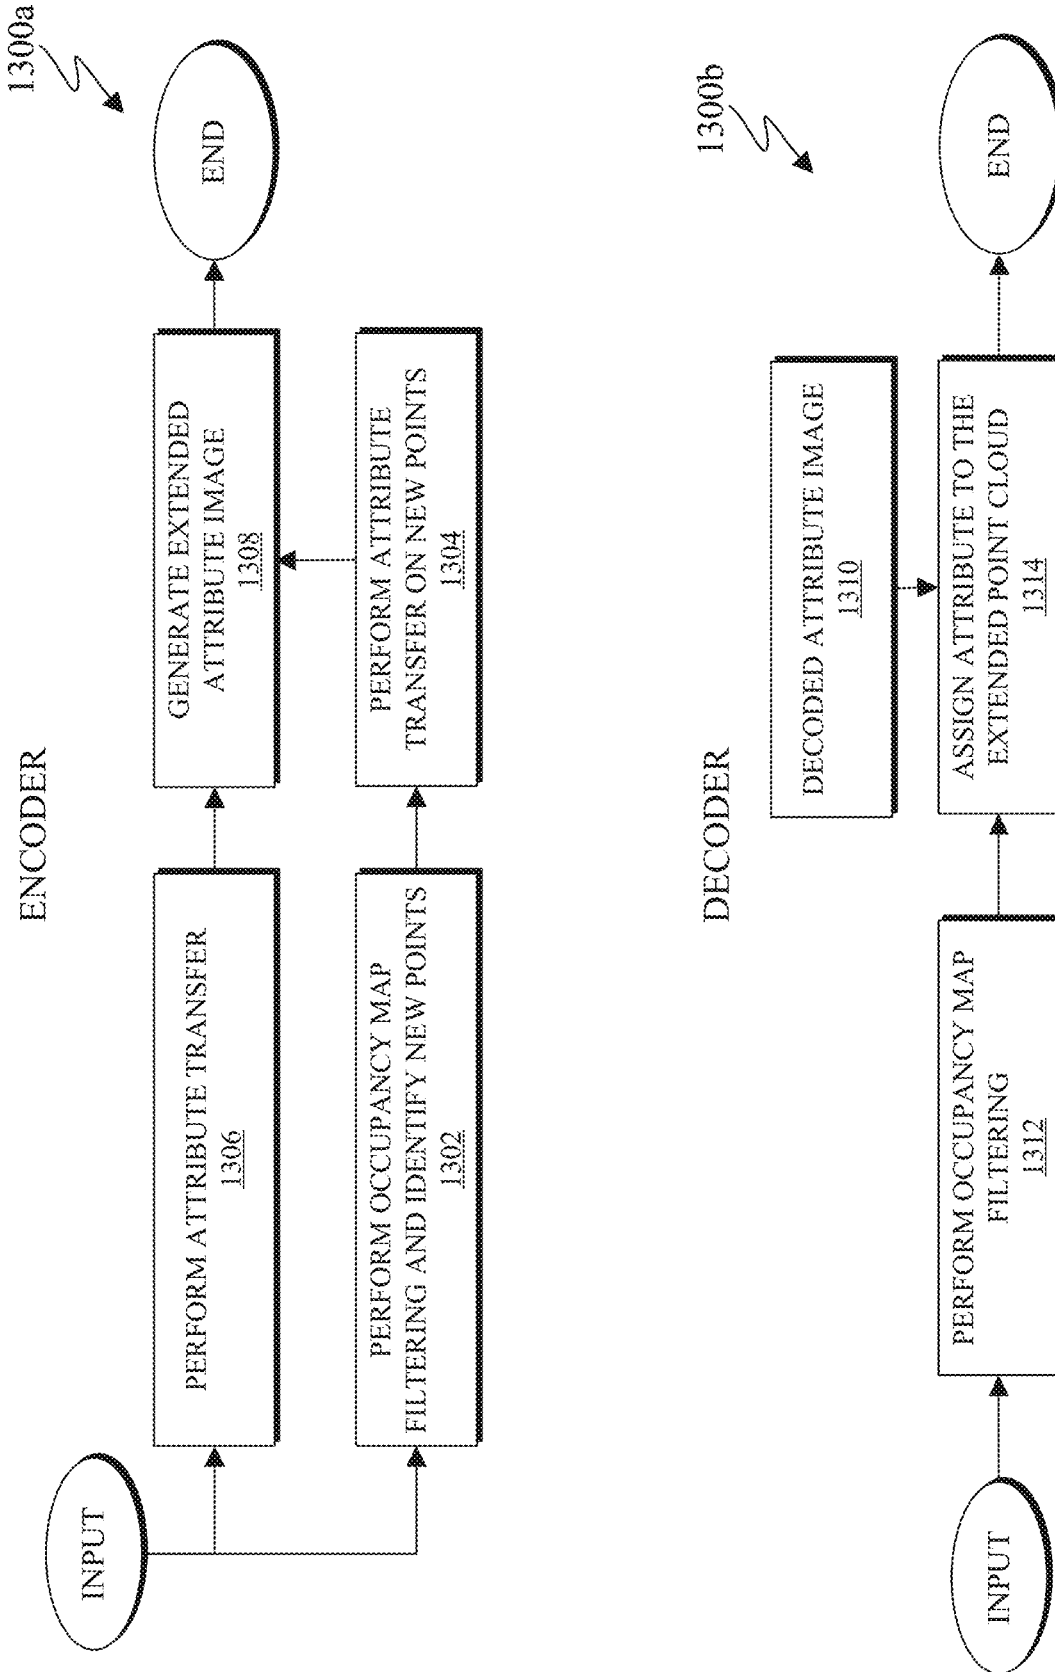 1300a
ENCODER
INPUT
PERFORM ATTRIBUTE TRANSFER
1306
GENERATE EXTENDED
ATTRIBUTE IMAGE
1308
END
PERFORM OCCUPANCY MAP
FILTERING AND IDENTIFY NEW POINTS
1302
PERFORM ATTRIBUTE
TRANSFER ON NEW POINTS
1304
1300b
DECODER
DECODED ATTRIBUTE IMAGE
1310
INPUT
PERFORM OCCUPANCY MAP
FILTERING
1312
ASSIGN ATTRIBUTE TO THE
EXTENDED POINT CLOUD
1314
END